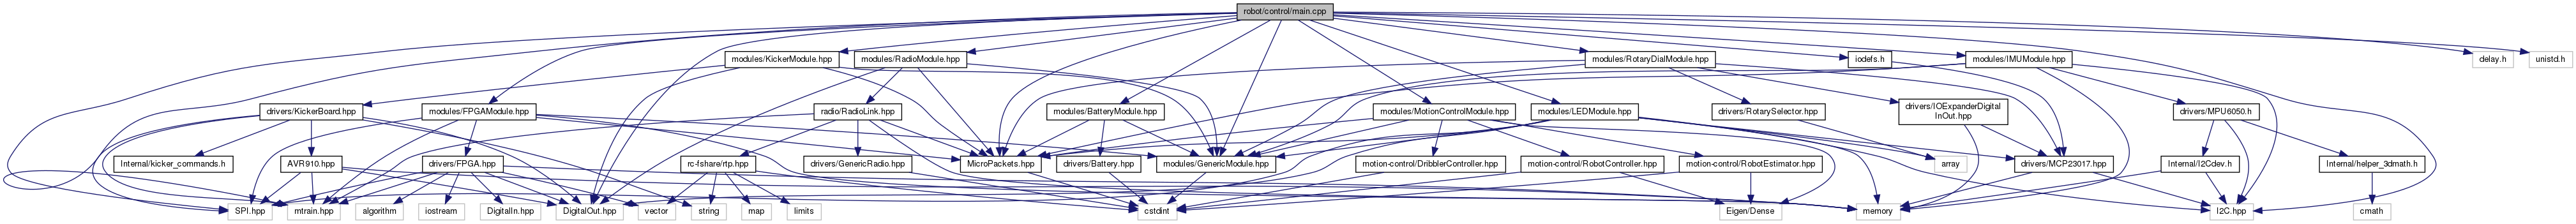 robot/control/main.cpp
modules/KickerModule.hpp
modules/RadioModule.hpp
modules/RotaryDialModule.hpp
iodefs.h
modules/IMUModule.hpp
delay.h
unistd.h
drivers/KickerBoard.hpp
modules/FPGAModule.hpp
radio/RadioLink.hpp
modules/BatteryModule.hpp
modules/MotionControlModule.hpp
modules/LEDModule.hpp
drivers/RotarySelector.hpp
drivers/IOExpanderDigital
InOut.hpp
drivers/MPU6050.h
Internal/kicker_commands.h
AVR910.hpp
drivers/FPGA.hpp
rc-fshare/rtp.hpp
drivers/GenericRadio.hpp
MicroPackets.hpp
drivers/Battery.hpp
modules/GenericModule.hpp
motion-control/DribblerController.hpp
motion-control/RobotController.hpp
motion-control/RobotEstimator.hpp
array
drivers/MCP23017.hpp
Internal/I2Cdev.h
Internal/helper_3dmath.h
SPI.hpp
mtrain.hpp
algorithm
iostream
DigitalIn.hpp
DigitalOut.hpp
vector
string
map
limits
cstdint
Eigen/Dense
memory
I2C.hpp
cmath